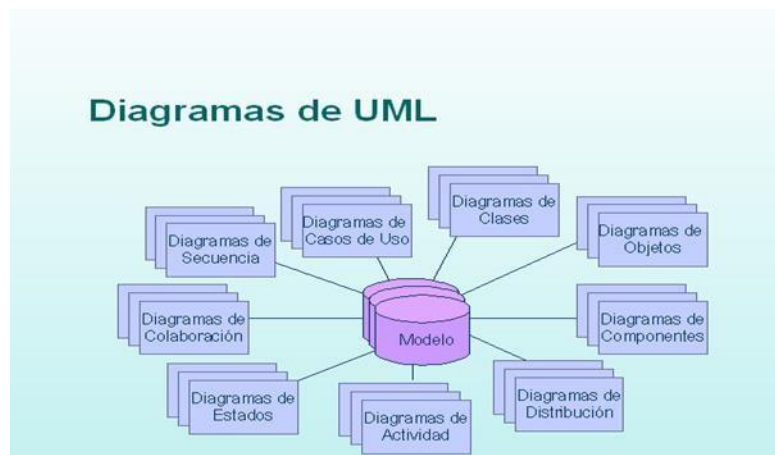 Diagramas de UML
Diagramas de
Casos de Uso
Diagramas de
Clases
Diagramas de
Secuencia
Diagramas de
Objetos
Diagramas de
Colaboración
Modelo
Diagramas de
Componentes
Diagramas de
Estados
Diagramas de
Actividad
Diagramas de
Distribución